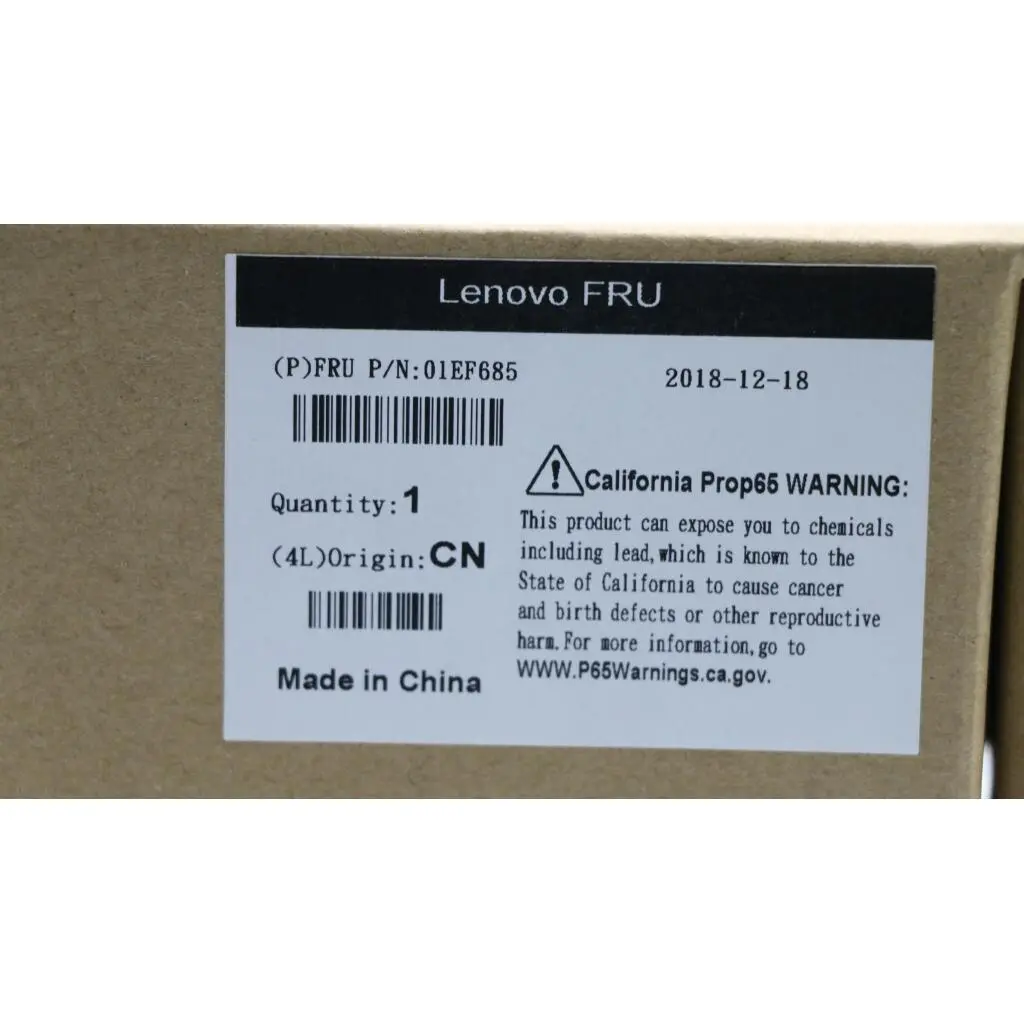 Lenovo FRU
(P)FRU P/N:01EF685
2018-12-18
Quantity:1
(4L)Origin:CN
Made in China
California Prop65 WARNING:
This product can expose you to chemicals
including lead,which is known to the
State of California to cause cancer
and birth defects or other reproductive
harm.For more information,go to
WWW.P65Warnings.ca.gov.